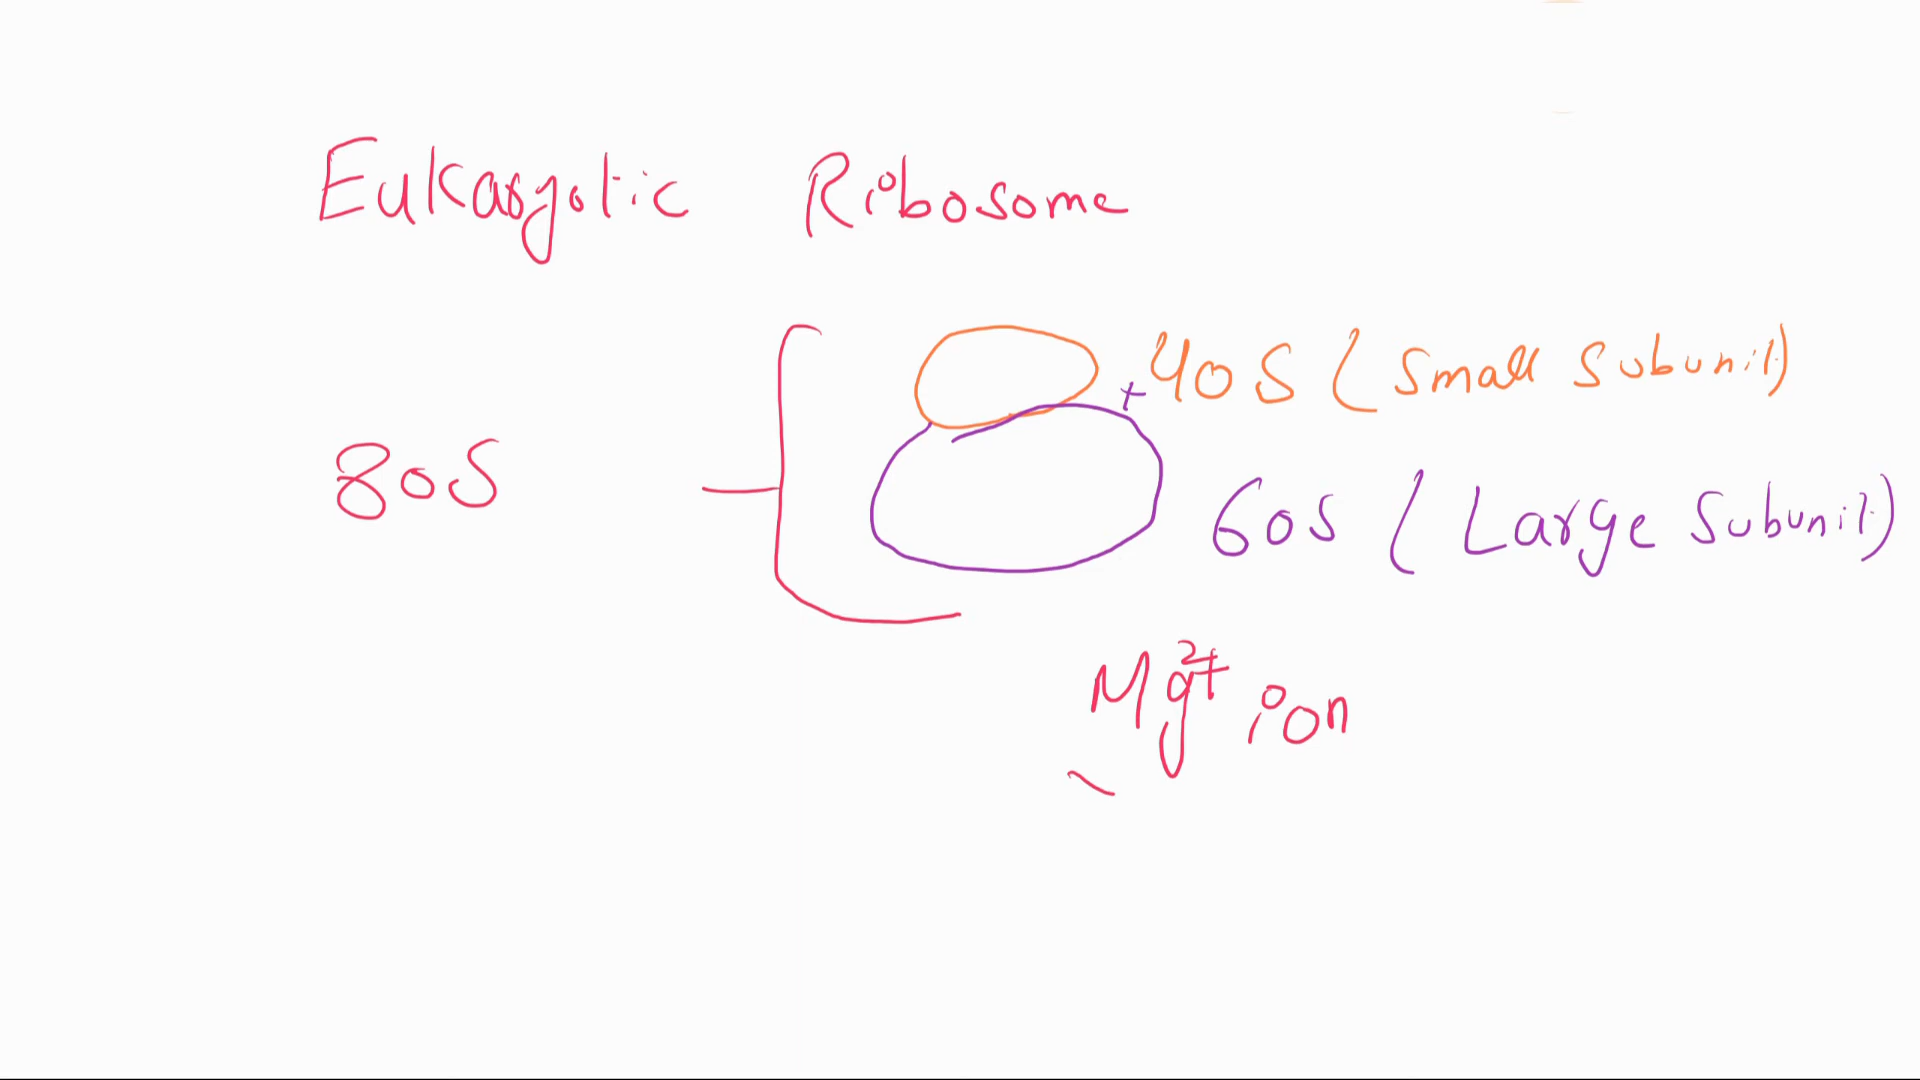 Eukaryotic Ribosome
80S
+ 40S (Small Subunit)
60S (Large Subunit)
Mg2+ ion